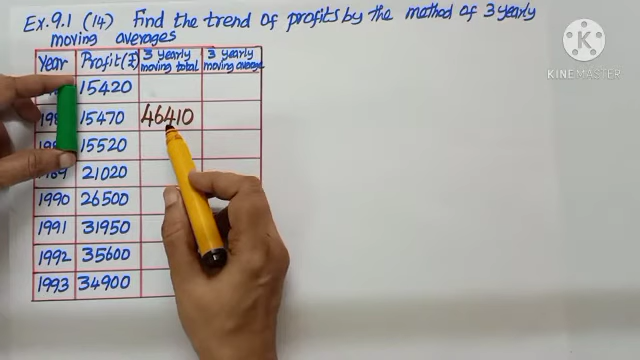 Ex.9.1 (14) Find the trend of profits by the method of 3 yearly
moving averages
Year Profit(₹) 3 yearly moving total 3 yearly moving average
15420
15470 46410
15520
21020
1990 26500
1991 31950
1992 35600
1993 34900
KINEMASTER